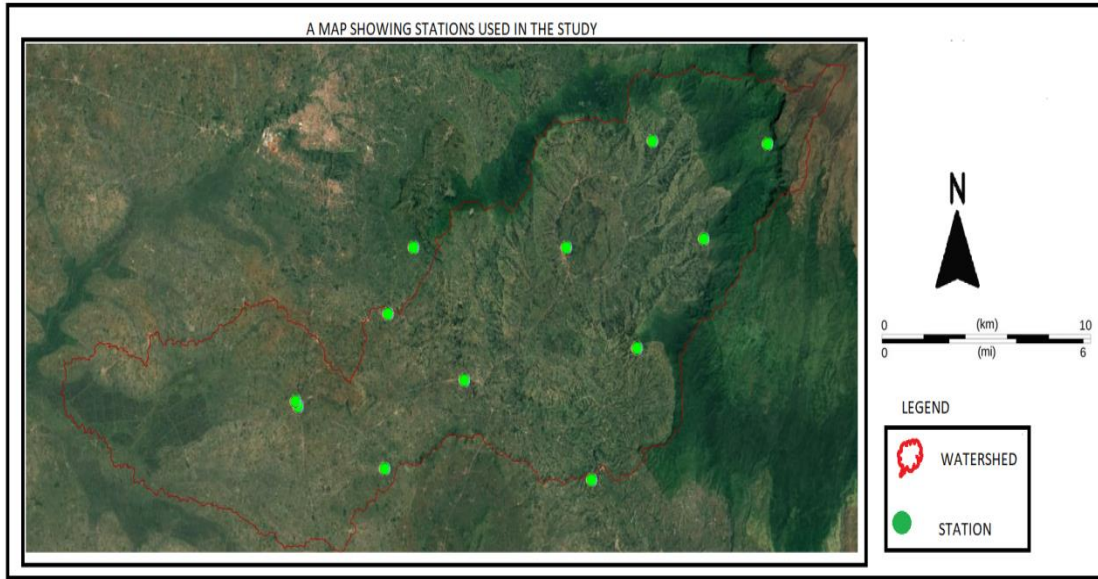 A MAP SHOWING STATIONS USED IN THE STUDY
N
0 (km) 10
0 (mi) 6
LEGEND
WATERSHED
STATION